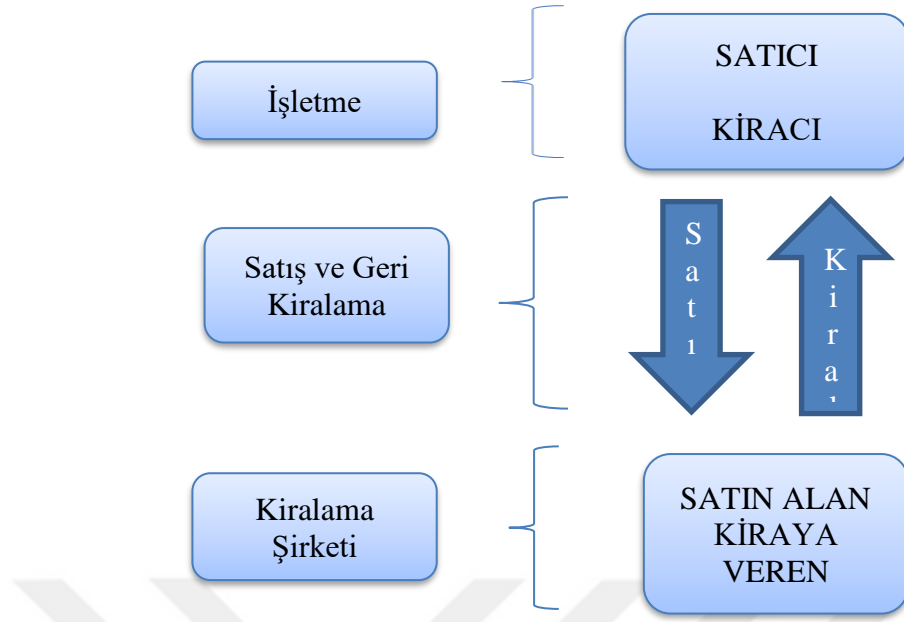 İşletme
SATICI
KİRACI
Satış ve Geri
Kiralama
S
a
t
ı
K
i
r
a
Kiralama
Şirketi
SATIN ALAN
KİRAYA
VEREN